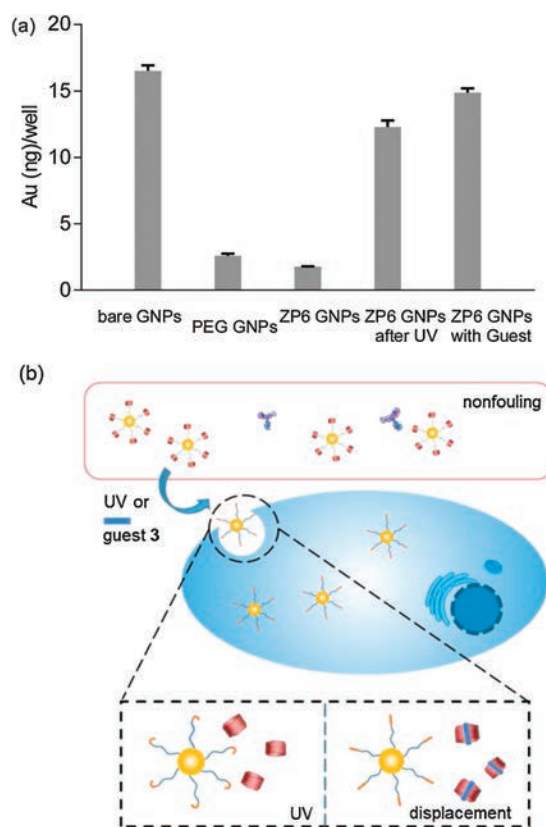 (a)
Au (ng)/well
20
15
10
5
0
bare GNPs
PEG GNPs
ZP6 GNPs
ZP6 GNPs
after UV
ZP6 GNPs
with Guest
(b)
nonfouling
UV or
guest 3
UV
displacement